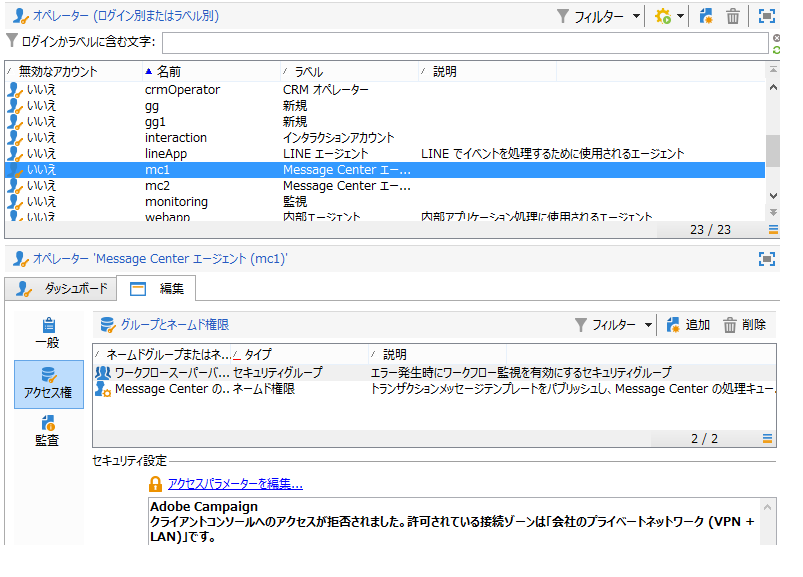 オペレーター (ログイン別またはラベル別)
フィルター
ログインかラベルに含む文字:
無効なアカウント 名前 ラベル 説明
いいえ crmOperator CRM オペレーター
いいえ gg 新規
いいえ gg1 新規
いいえ interaction インタラクションアカウント
いいえ lineApp LINE エージェント LINE でイベントを処理するために使用されるエージェント
いいえ mc1 Message Center エー...
いいえ mc2 Message Center エー...
いいえ monitoring 監視
いいえ webapp 内部エージェント 内部アプリケーション処理に使用されるエージェント
23 / 23
オペレーター 'Message Center エージェント (mc1)'
ダッシュボード 編集
一般
アクセス権
監査
グループとネームド権限 フィルター 追加 削除
ネームドグループまたはネ... タイプ 説明
ワークフロースーパーバ... セキュリティグループ エラー発生時にワークフロー監視を有効にするセキュリティグループ
Message Center の... ネームド権限 トランザクションメッセージテンプレートをパブリッシュし、Message Center の処理キュー...
2 / 2
セキュリティ設定
アクセスパラメーターを編集...
Adobe Campaign
クライアントコンソールへのアクセスが拒否されました。許可されている接続ゾーンは「会社のプライベートネットワーク (VPN +
LAN)」です。